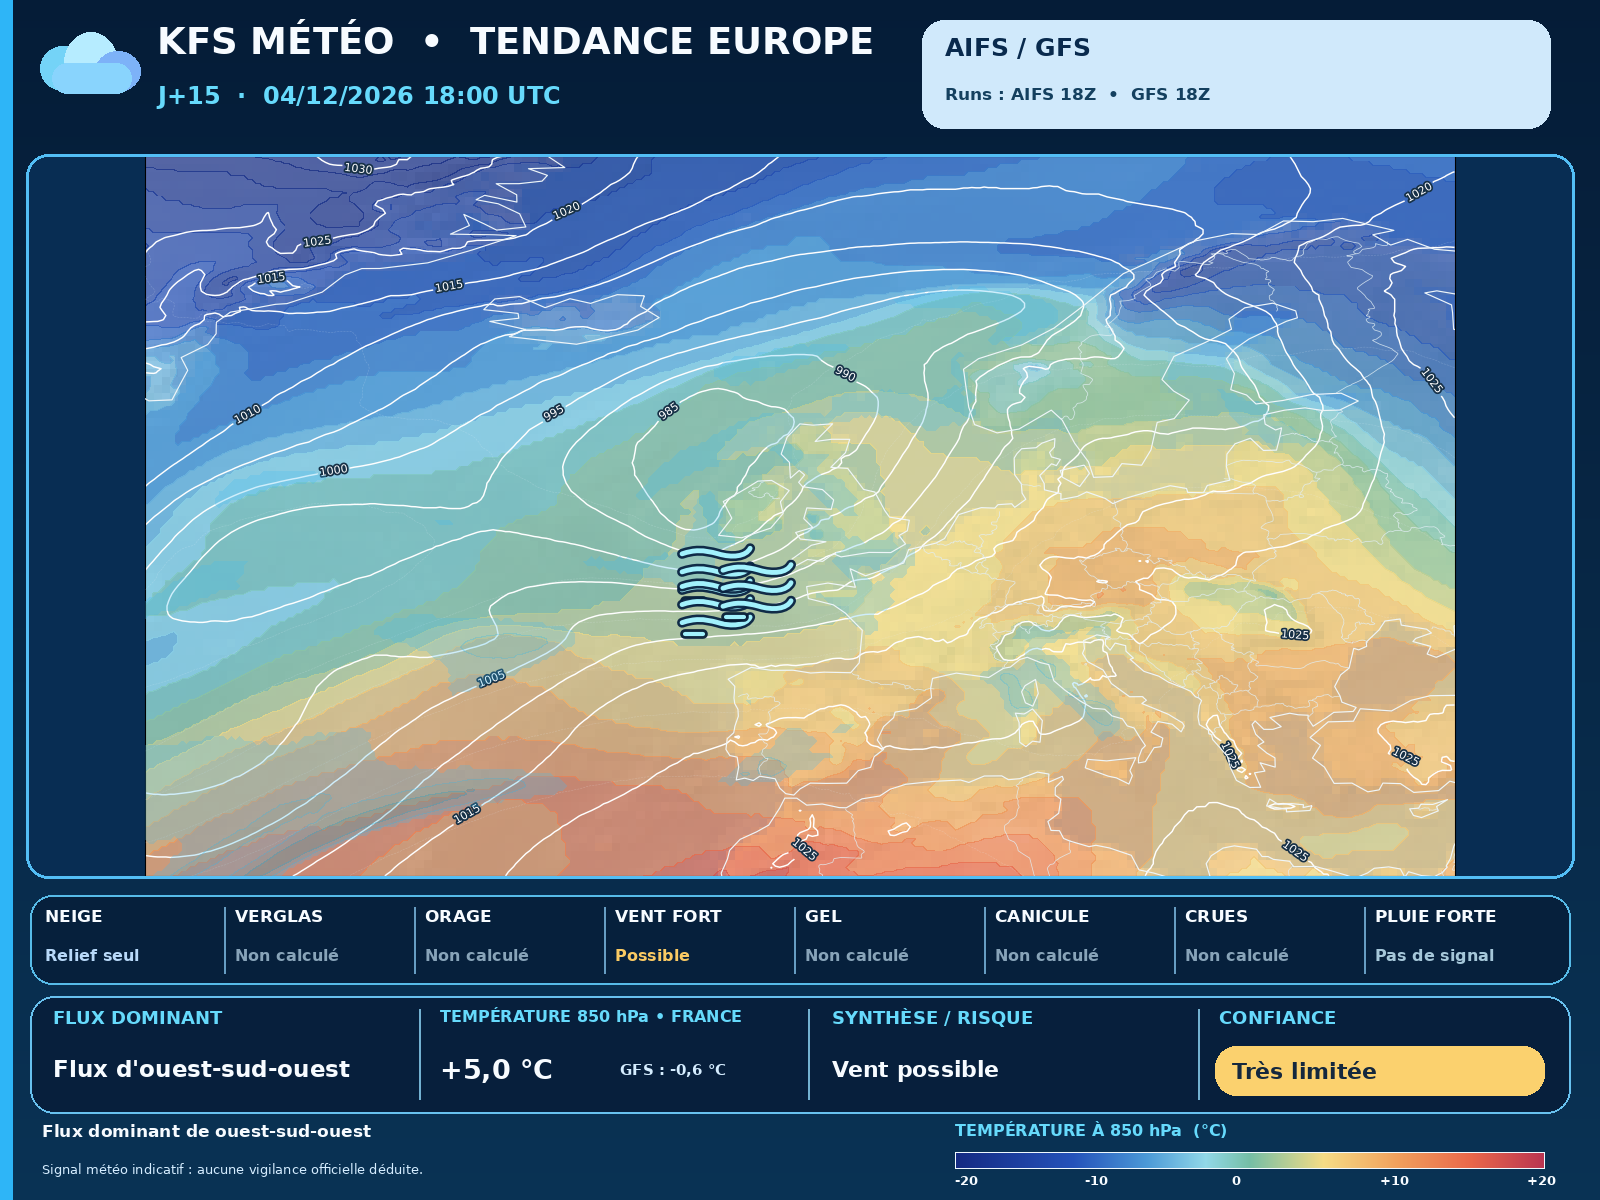 KFS MÉTÉO • TENDANCE EUROPE
J+15 · 04/12/2026 18:00 UTC
AIFS / GFS
Runs : AIFS 18Z • GFS 18Z
1030
1020
1020
1025
1015
1015
1025
990
985
1010
995
1000
1025
1005
1025
1025
1015
1025
1025
NEIGE
Relief seul
VERGLAS
Non calculé
ORAGE
Non calculé
VENT FORT
Possible
GEL
Non calculé
CANICULE
Non calculé
CRUES
Non calculé
PLUIE FORTE
Pas de signal
FLUX DOMINANT
Flux d'ouest-sud-ouest
TEMPÉRATURE 850 hPa • FRANCE
+5,0 °C
GFS : -0,6 °C
SYNTHÈSE / RISQUE
Vent possible
CONFIANCE
Très limitée
Flux dominant de ouest-sud-ouest
Signal météo indicatif : aucune vigilance officielle déduite.
TEMPÉRATURE À 850 hPa (°C)
-20 -10 0 +10 +20